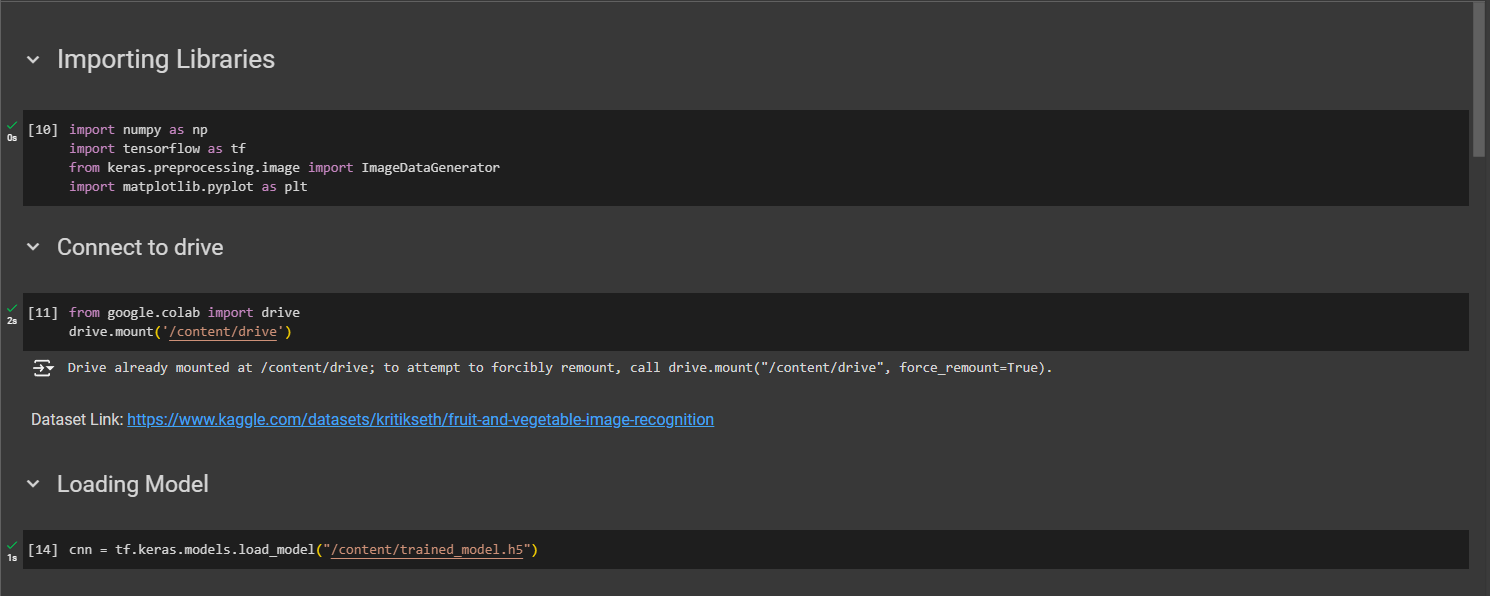 Importing Libraries
0s
[10] import numpy as np
import tensorflow as tf
from keras.preprocessing.image import ImageDataGenerator
import matplotlib.pyplot as plt
Connect to drive
2s
[11] from google.colab import drive
drive.mount('/content/drive')
Drive already mounted at /content/drive; to attempt to forcibly remount, call drive.mount("/content/drive", force_remount=True).
Dataset Link: https://www.kaggle.com/datasets/kritikseth/fruit-and-vegetable-image-recognition
Loading Model
1s
[14] cnn = tf.keras.models.load_model("/content/trained_model.h5")